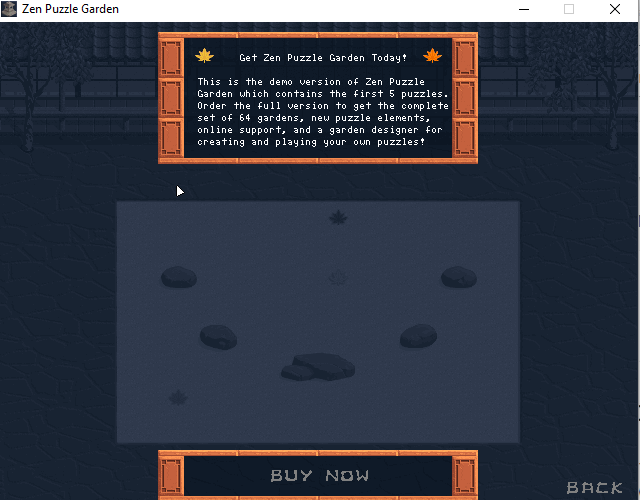 Zen Puzzle Garden
Get Zen Puzzle Garden Today!
This is the demo version of Zen Puzzle
Garden which contains the first 5 puzzles.
Order the full version to get the complete
set of 64 gardens, new puzzle elements,
online support, and a garden designer for
creating and playing your own puzzles!
BUY NOW
BACK